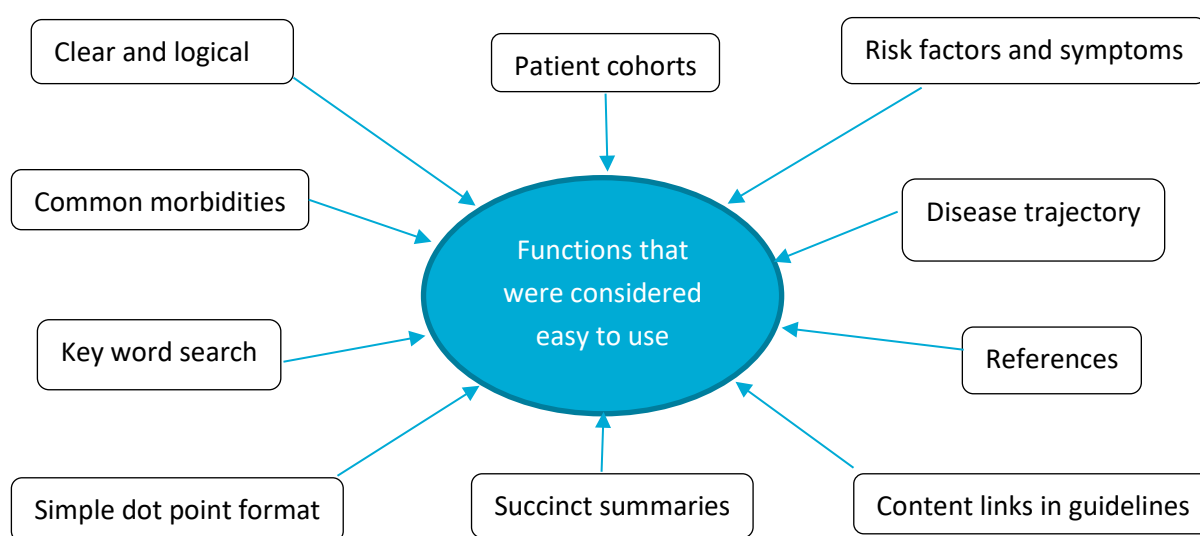 Clear and logical
Patient cohorts
Risk factors and symptoms
Common morbidities
Disease trajectory
Functions that
were considered
easy to use
Key word search
References
Simple dot point format
Succinct summaries
Content links in guidelines